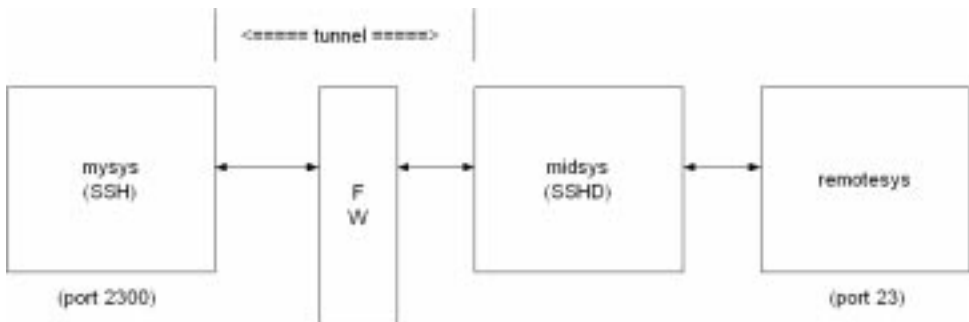 <===== tunnel =====>
mysys
(SSH)
F
W
midsys
(SSHD)
remotesys
(port 2300)
(port 23)